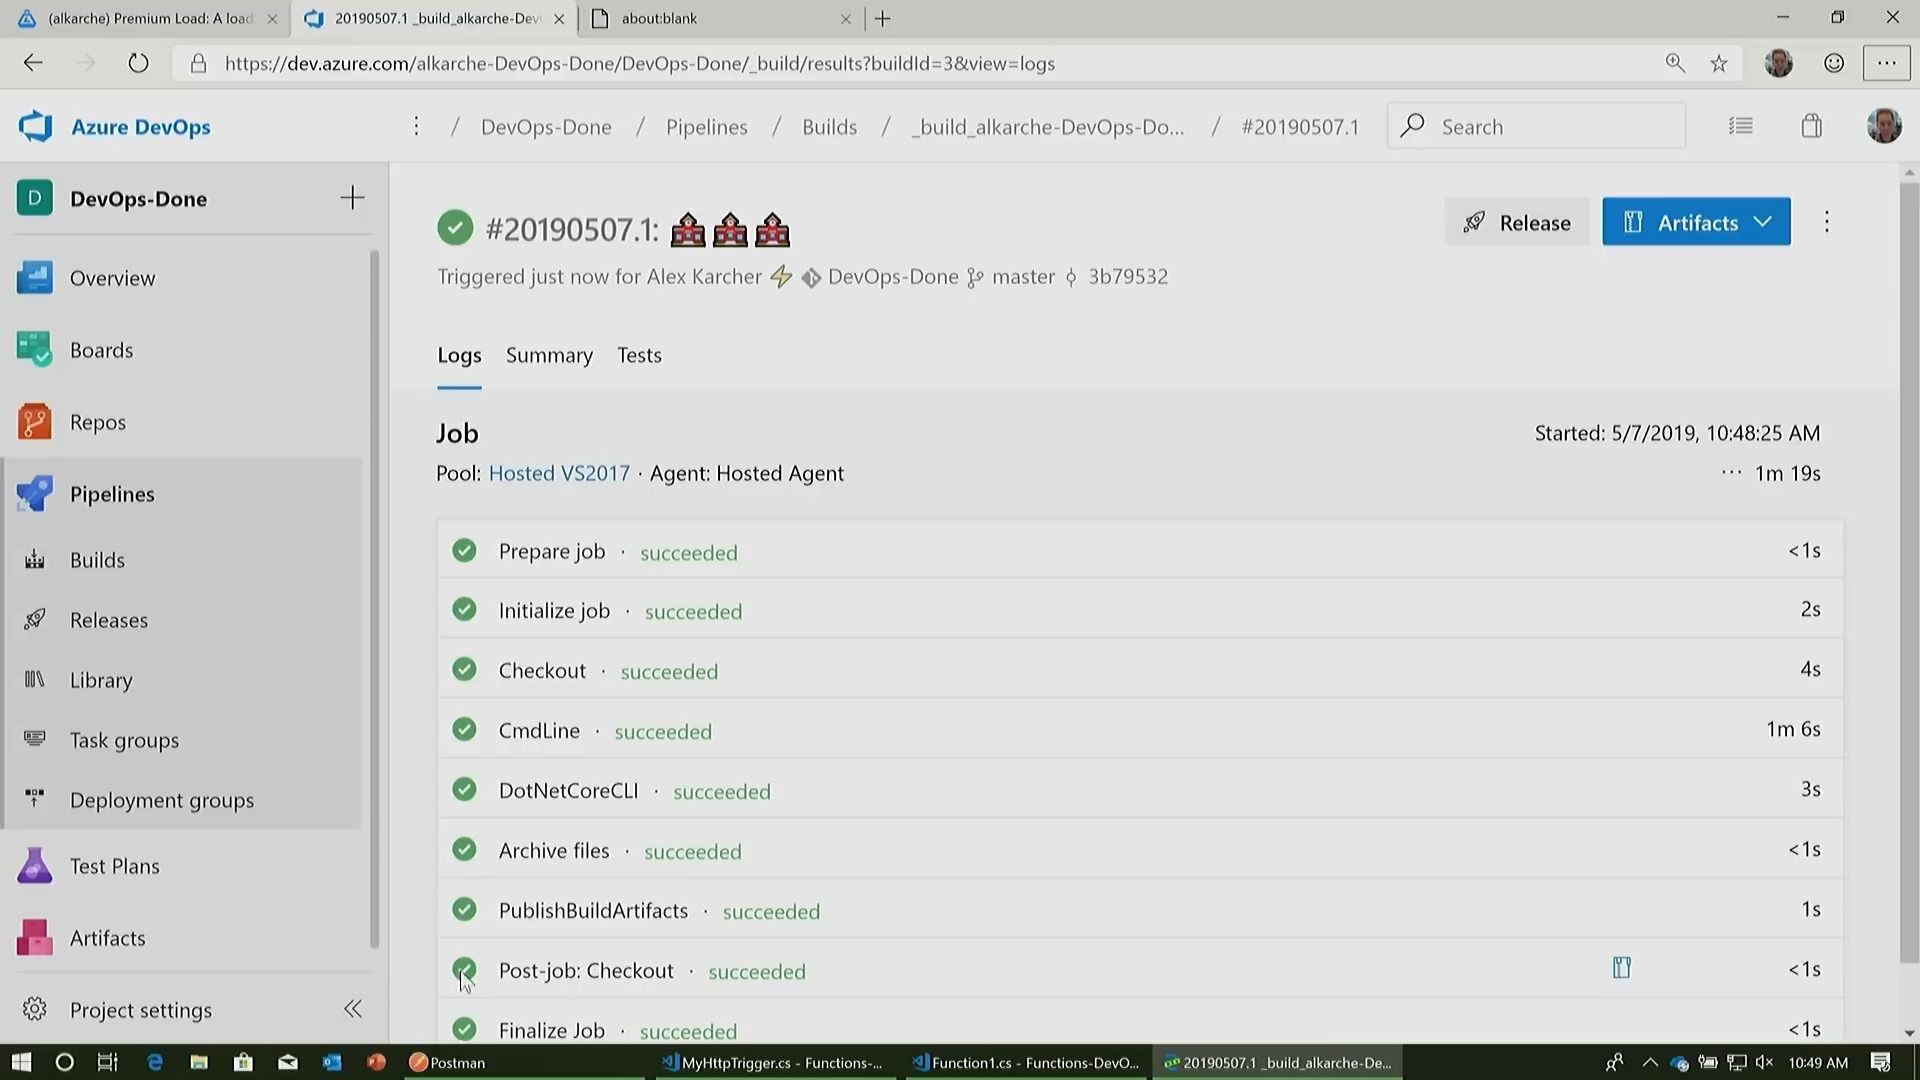 (alkarche) Premium Load: A load
20190507.1 _build_alkarche-Dev
about:blank
https://dev.azure.com/alkarche-DevOps-Done/DevOps-Done/_build/results?buildId=3&view=logs
Azure DevOps
/ DevOps-Done / Pipelines / Builds / _build_alkarche-DevOps-Do... / #20190507.1
Search
D DevOps-Done
Overview
Boards
Repos
Pipelines
Builds
Releases
Library
Task groups
Deployment groups
Test Plans
Artifacts
Project settings
#20190507.1:
Release
Artifacts
Triggered just now for Alex Karcher DevOps-Done master 3b79532
Logs Summary Tests
Job
Started: 5/7/2019, 10:48:25 AM
Pool: Hosted VS2017 · Agent: Hosted Agent
··· 1m 19s
Prepare job · succeeded <1s
Initialize job · succeeded 2s
Checkout · succeeded 4s
CmdLine · succeeded 1m 6s
DotNetCoreCLI · succeeded 3s
Archive files · succeeded <1s
PublishBuildArtifacts · succeeded 1s
Post-job: Checkout · succeeded <1s
Finalize Job · succeeded <1s
Postman
MyHttpTrigger.cs - Functions-...
Function1.cs - Functions-DevO...
20190507.1 _build_alkarche-De...
10:49 AM